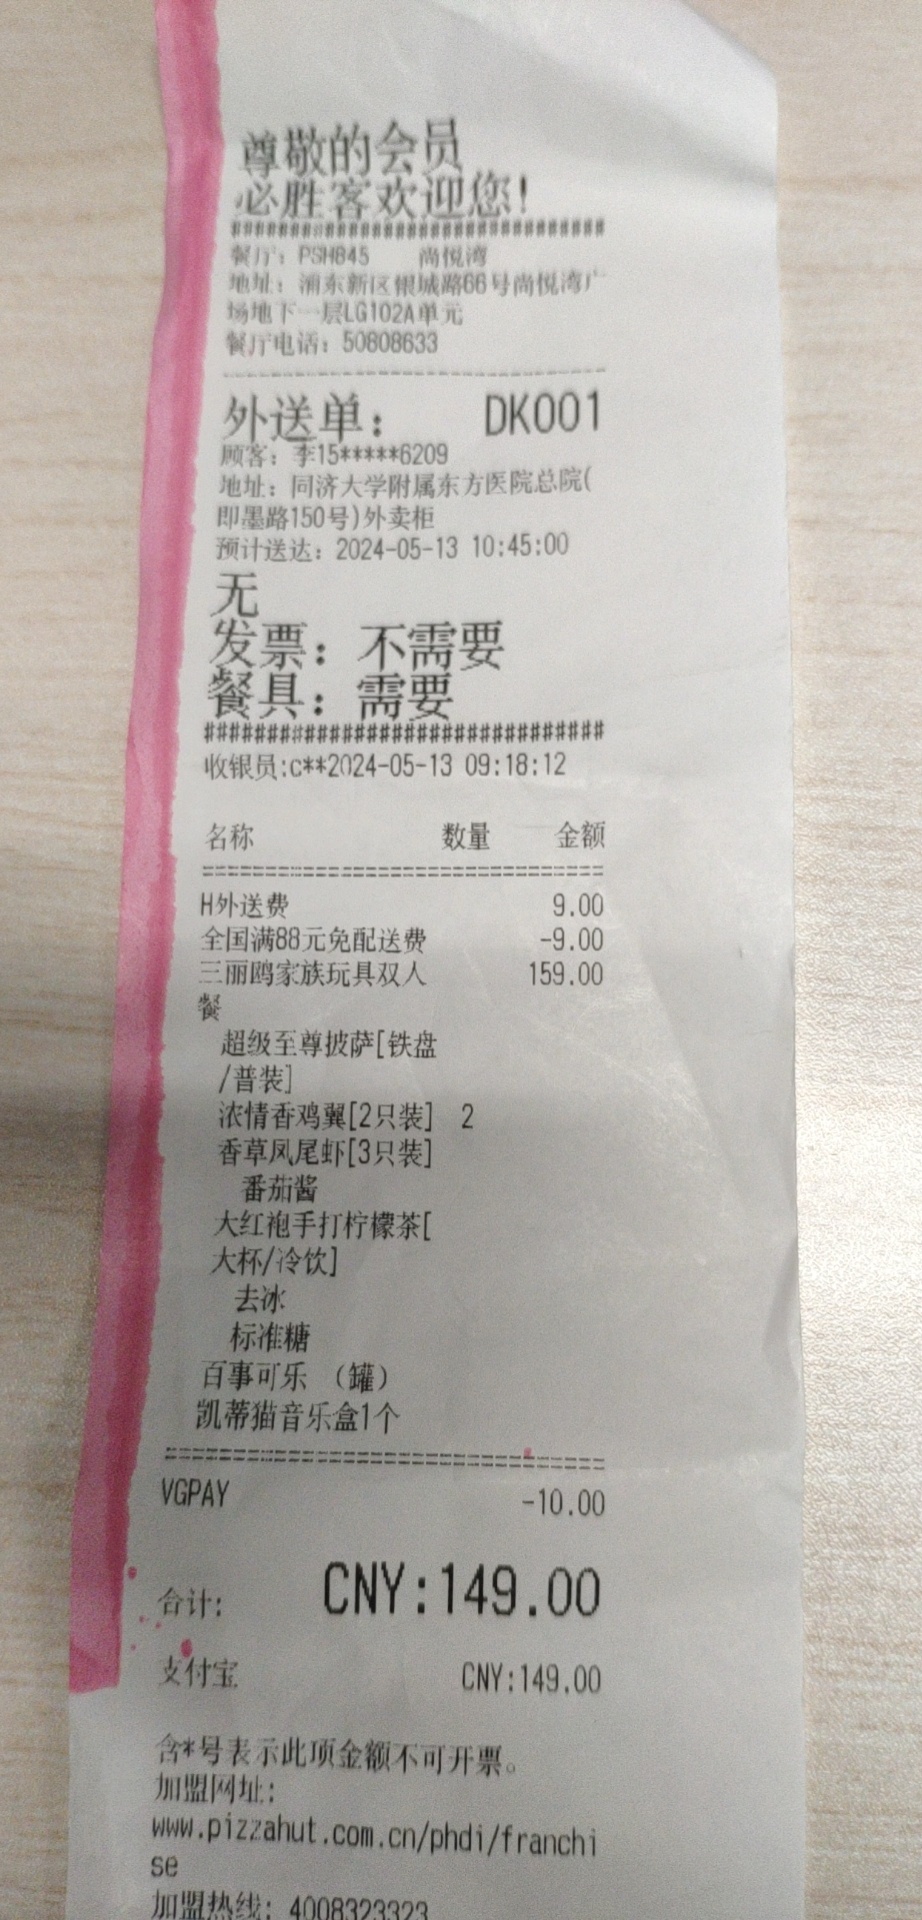 尊敬的会员
必胜客欢迎您!
##################################
餐厅: PSH845 尚悦湾
地址: 浦东新区银城路66号尚悦湾广
场地下一层LG102A单元
餐厅电话: 50808633
--------------------------------
外送单: DK001
顾客: 李15*****6209
地址: 同济大学附属东方医院总院(
即墨路150号)外卖柜
预计送达: 2024-05-13 10:45:00
无
发票: 不需要
餐具: 需要
##################################
收银员:c**2024-05-13 09:18:12
名称 数量 金额
==================================
H外送费 9.00
全国满88元免配送费 -9.00
三丽鸥家族玩具双人 159.00
餐
超级至尊披萨[铁盘
/普装]
浓情香鸡翼[2只装] 2
香草凤尾虾[3只装]
番茄酱
大红袍手打柠檬茶[
大杯/冷饮]
去冰
标准糖
百事可乐 (罐)
凯蒂猫音乐盒1个
==================================
VGPAY -10.00
合计: CNY:149.00
支付宝 CNY:149.00
含*号表示此项金额不可开票。
加盟网址:
www.pizzahut.com.cn/phdi/franchi
se
加盟热线: 4008323323